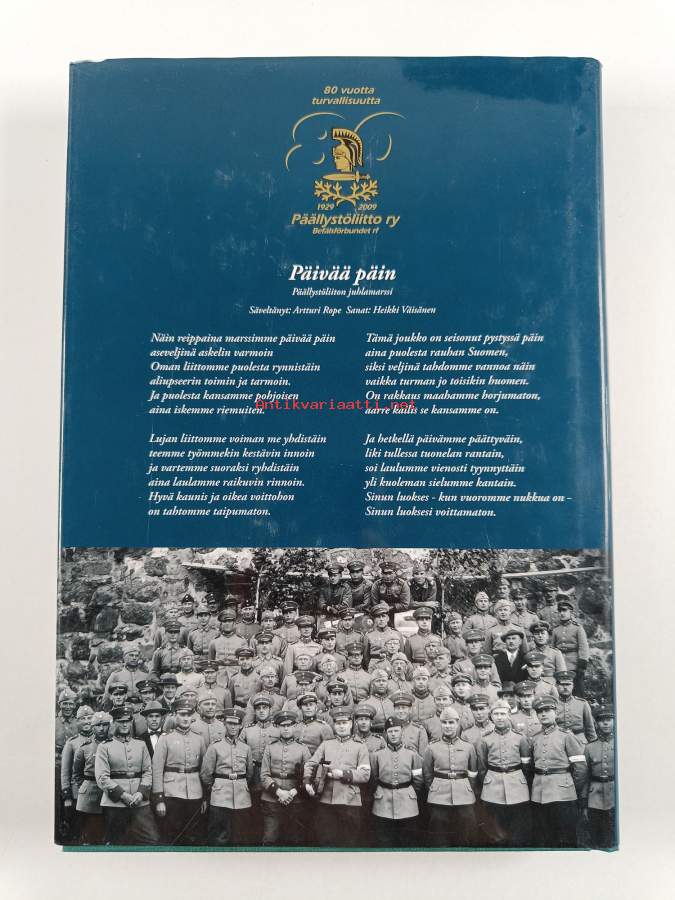 80 vuotta
turvallisuutta
1929 2009
Päällystöliitto ry
Befälsförbundet rf
Päivää päin
Päällystöliiton juhlamarssi
Säveltänyt: Artturi Rope Sanat: Heikki Väisänen
Näin reippaina marssimme päivää päin
aseveljinä askelin varmoin
Oman liittomme puolesta rynnistäin
aliupseerin toimin ja tarmoin.
Ja puolesta kansamme pohjoisen
aina iskemme riemuiten.
Lujan liittomme voiman me yhdistäin
teemme työmmekin kestävin innoin
ja vartemme suoraksi ryhdistäin
aina laulamme raikuvin rinnoin.
Hyvä kaunis ja oikea voittohon
on tahtomme taipumaton.
Tämä joukko on seisonut pystyssä päin
aina puolesta rauhan Suomen,
siksi veljinä tahdomme vannoa näin
vaikka turman jo toisikin huomen.
On rakkaus maahamme horjumaton,
aarre kallis se kansamme on.
Ja hetkellä päivämme päättyväin,
liki tullessa tuonelan rantain,
soi laulumme vienosti tyynnyttäin
yli kuoleman sielumme kantain.
Sinun luokses - kun vuoromme nukkua on -
Sinun luoksesi voittamaton.
Antikvariaatti.net